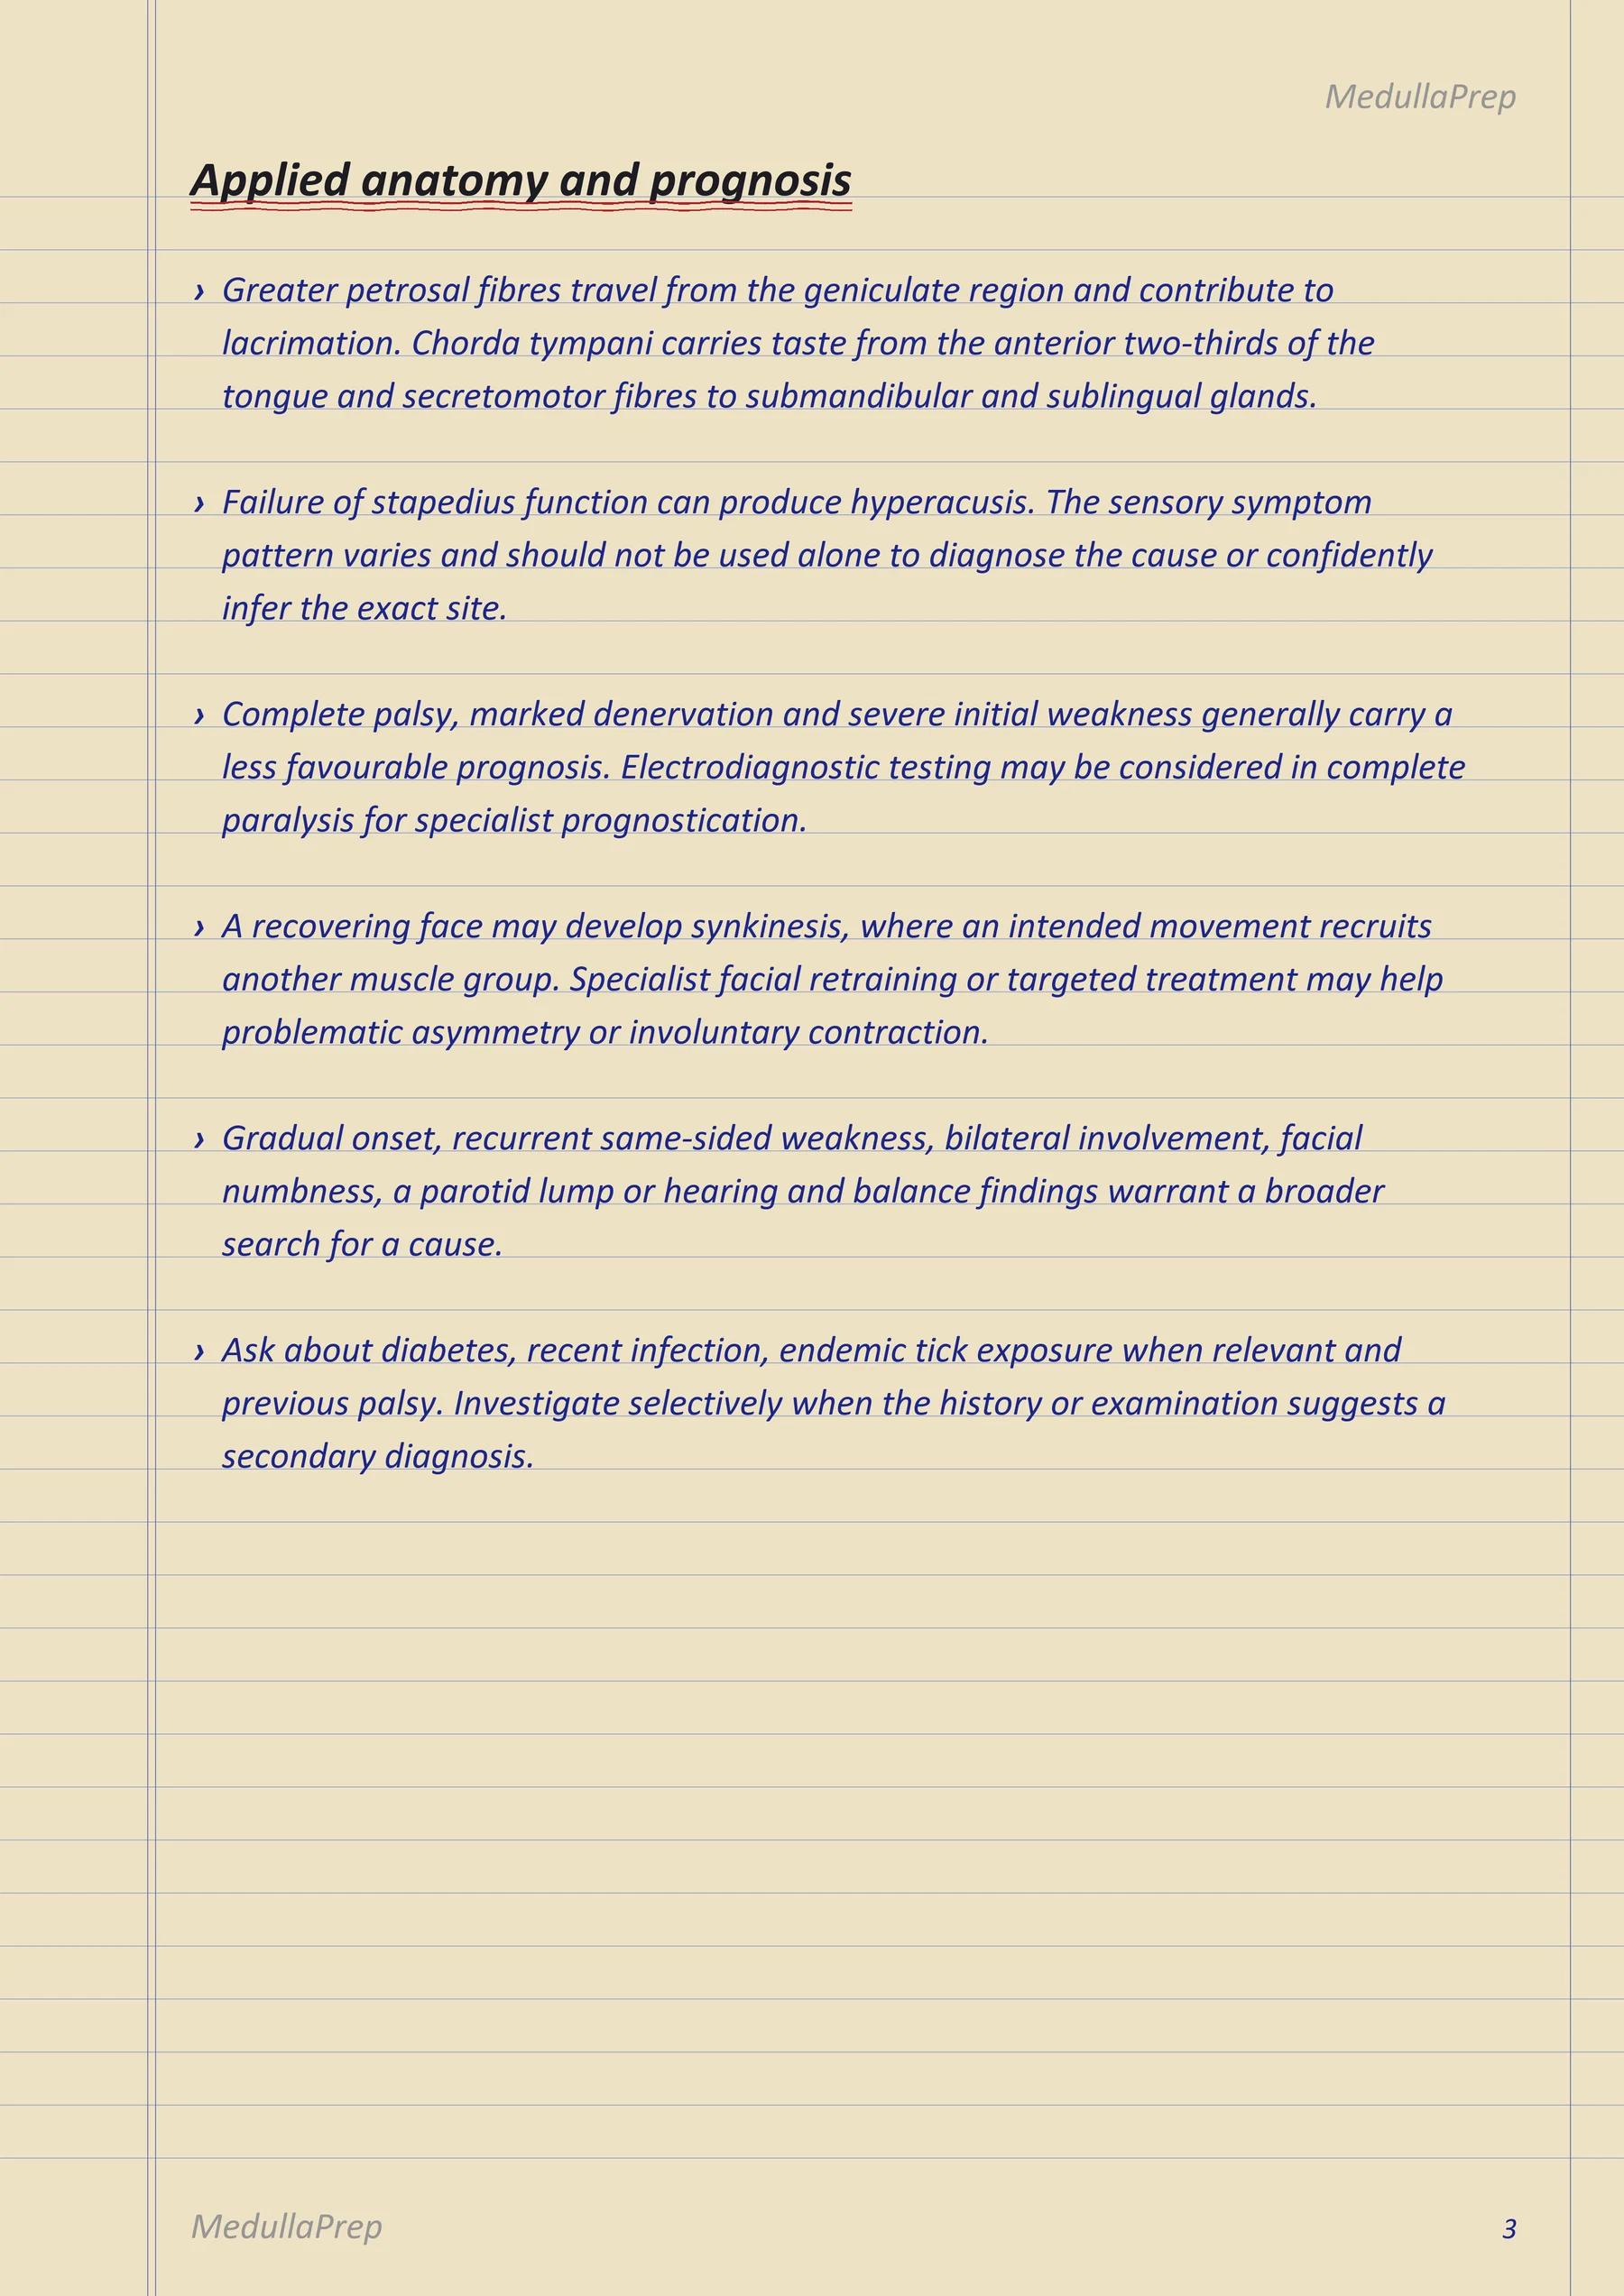 MedullaPrep
Applied anatomy and prognosis
› Greater petrosal fibres travel from the geniculate region and contribute to
lacrimation. Chorda tympani carries taste from the anterior two-thirds of the
tongue and secretomotor fibres to submandibular and sublingual glands.
› Failure of stapedius function can produce hyperacusis. The sensory symptom
pattern varies and should not be used alone to diagnose the cause or confidently
infer the exact site.
› Complete palsy, marked denervation and severe initial weakness generally carry a
less favourable prognosis. Electrodiagnostic testing may be considered in complete
paralysis for specialist prognostication.
› A recovering face may develop synkinesis, where an intended movement recruits
another muscle group. Specialist facial retraining or targeted treatment may help
problematic asymmetry or involuntary contraction.
› Gradual onset, recurrent same-sided weakness, bilateral involvement, facial
numbness, a parotid lump or hearing and balance findings warrant a broader
search for a cause.
› Ask about diabetes, recent infection, endemic tick exposure when relevant and
previous palsy. Investigate selectively when the history or examination suggests a
secondary diagnosis.
MedullaPrep
3